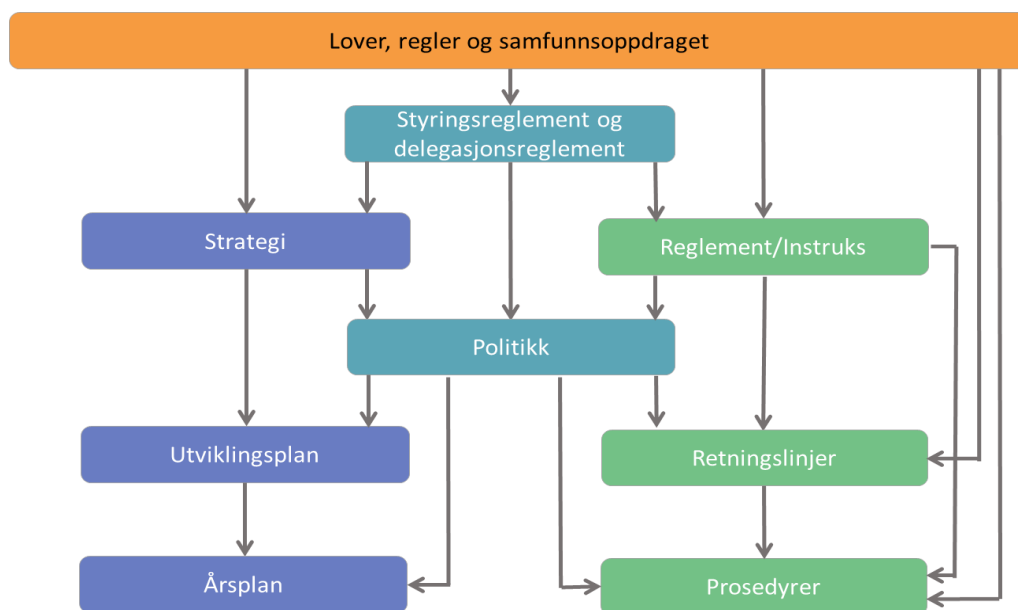 Lover, regler og samfunnsoppdraget
Styringsreglement og
delegasjonsreglement
Strategi
Reglement/Instruks
Politikk
Utviklingsplan
Retningslinjer
Årsplan
Prosedyrer